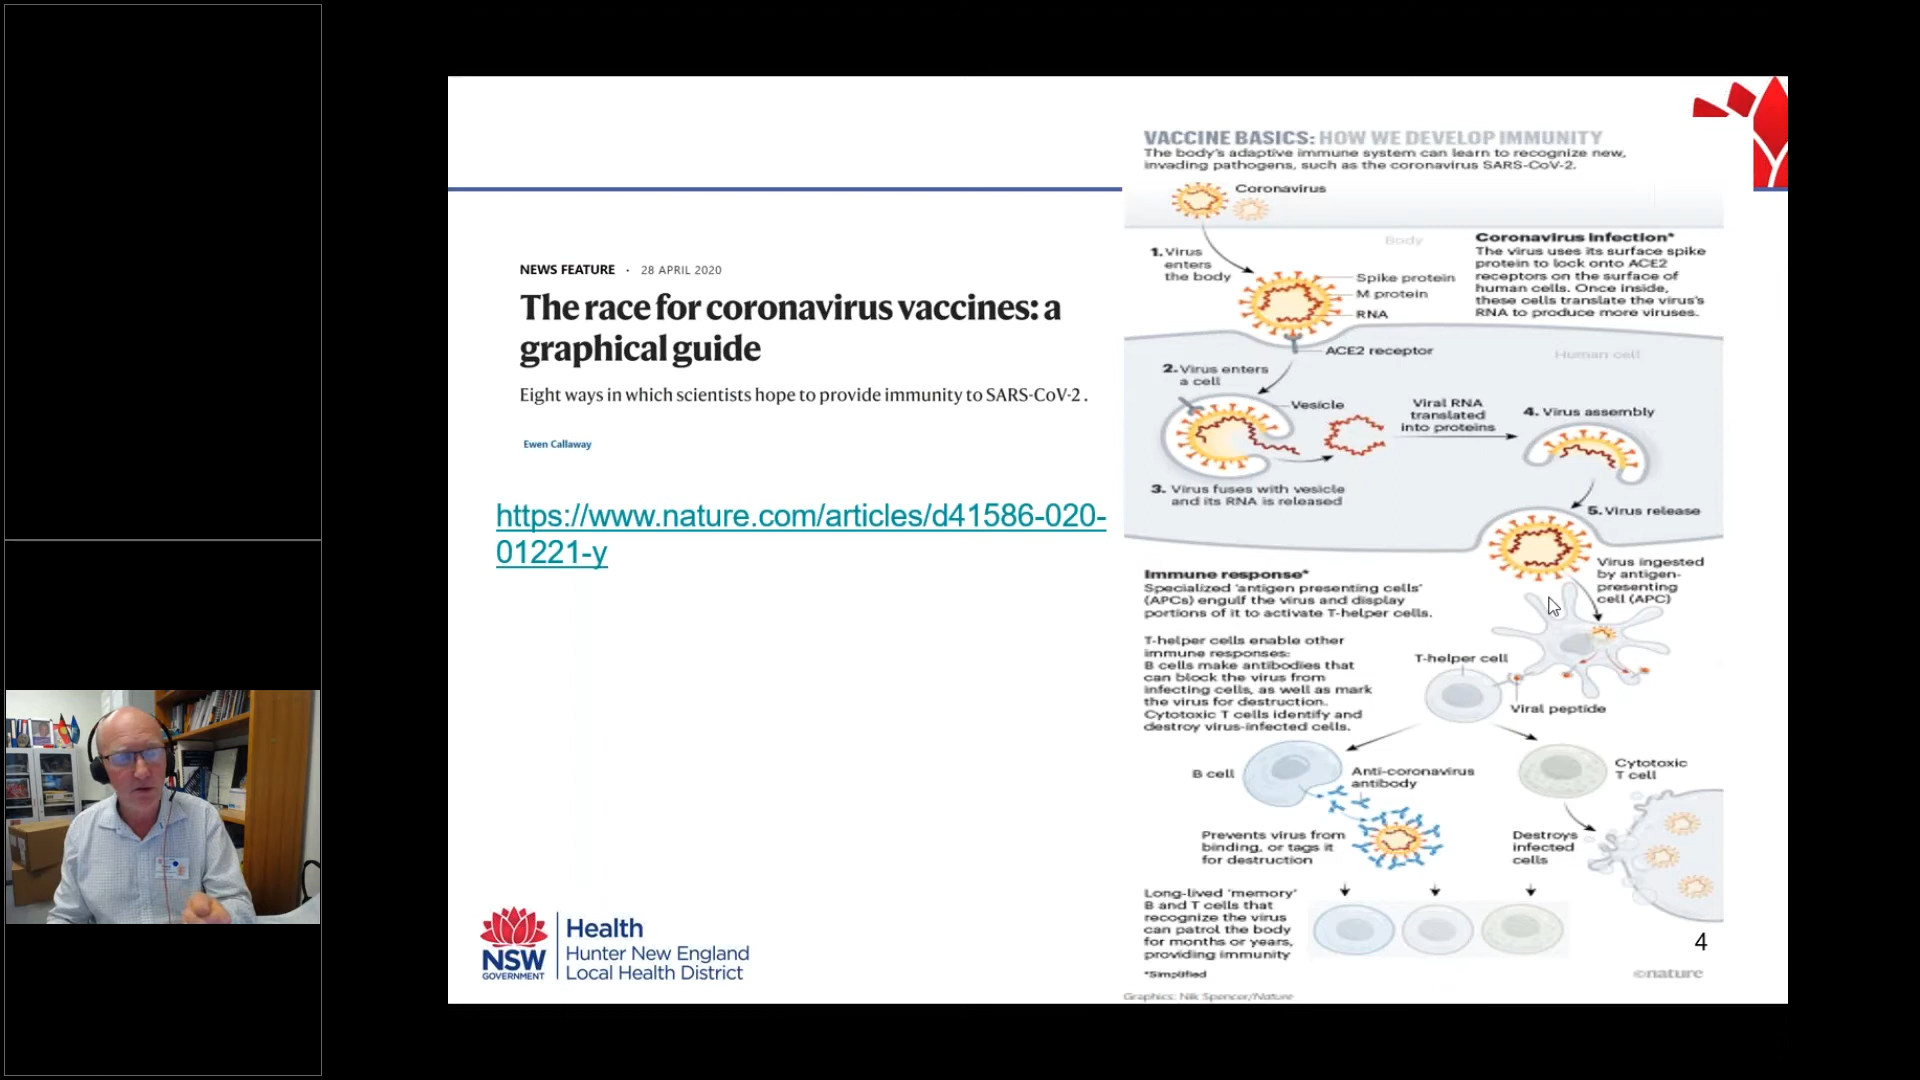 NEWS FEATURE · 28 APRIL 2020
The race for coronavirus vaccines: a
graphical guide
Eight ways in which scientists hope to provide immunity to SARS-CoV-2 .
Ewen Callaway
https://www.nature.com/articles/d41586-020-
01221-y
NSW
GOVERNMENT
Health
Hunter New England
Local Health District
VACCINE BASICS: HOW WE DEVELOP IMMUNITY
The body's adaptive immune system can learn to recognize new,
invading pathogens, such as the coronavirus SARS-CoV-2.
Coronavirus
Body
1. Virus
enters
the body
Spike protein
M protein
RNA
Coronavirus infection*
The virus uses its surface spike
protein to lock onto ACE2
receptors on the surface of
human cells. Once inside,
these cells translate the virus's
RNA to produce more viruses.
ACE2 receptor
Human cell
2. Virus enters
a cell
Vesicle
Viral RNA
translated
into proteins
4. Virus assembly
3. Virus fuses with vesicle
and its RNA is released
5. Virus release
Virus ingested
by antigen-
presenting
cell (APC)
Immune response*
Specialized 'antigen presenting cells'
(APCs) engulf the virus and display
portions of it to activate T-helper cells.
T-helper cells enable other
immune responses:
B cells make antibodies that
can block the virus from
infecting cells, as well as mark
the virus for destruction.
Cytotoxic T cells identify and
destroy virus-infected cells.
T-helper cell
Viral peptide
B cell
Anti-coronavirus
antibody
Cytotoxic
T cell
Prevents virus from
binding, or tags it
for destruction
Destroys
infected
cells
Long-lived 'memory'
B and T cells that
recognize the virus
can patrol the body
for months or years,
providing immunity
*Simplified
4
©nature
Graphics: Nik Spencer/Nature